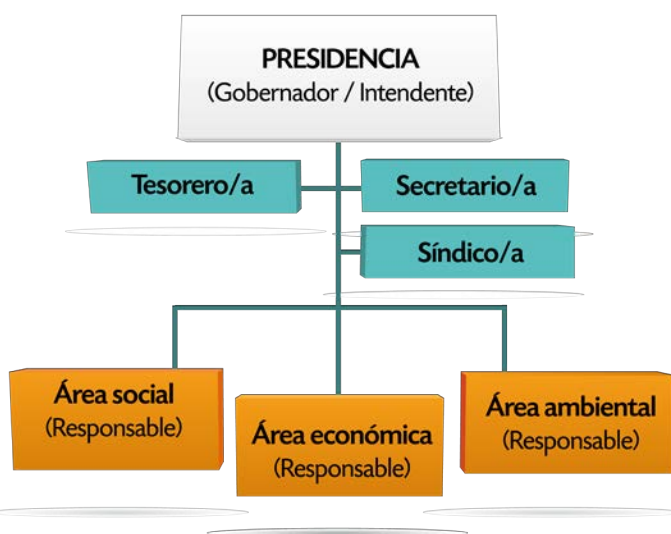 PRESIDENCIA
(Gobernador / Intendente)
Tesorero/a
Secretario/a
Síndico/a
Área social
(Responsable)
Área económica
(Responsable)
Área ambiental
(Responsable)